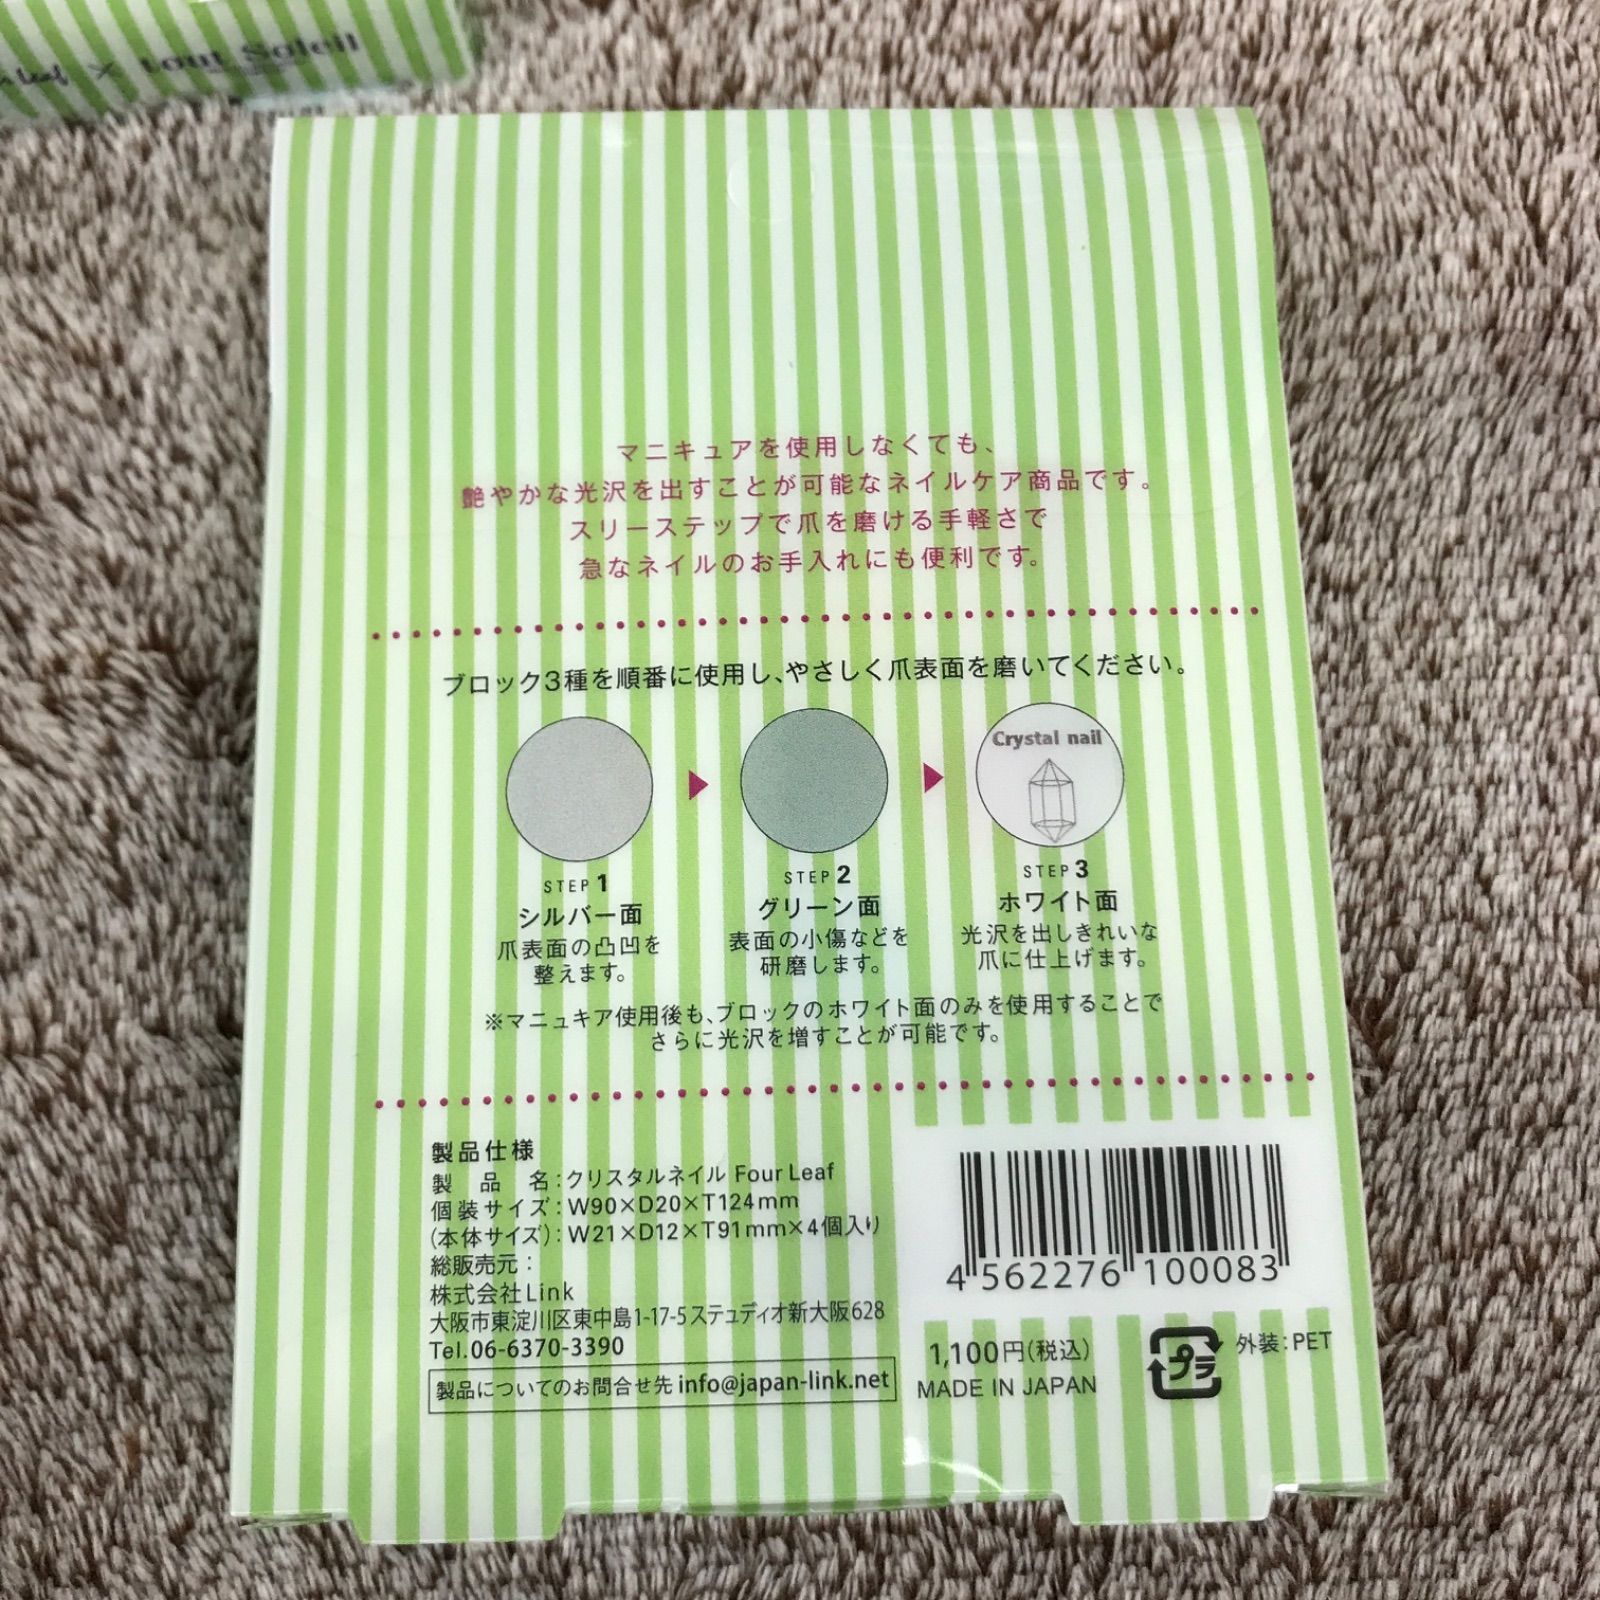 × tout Soleil
マニキュアを使用しなくても、
艶やかな光沢を出すことが可能なネイルケア商品です。
スリーステップで爪を磨ける手軽さで
急なネイルのお手入れにも便利です。
ブロック3種を順番に使用し、やさしく爪表面を磨いてください。
Crystal nail
STEP 1
シルバー面
爪表面の凸凹を
整えます。
STEP 2
グリーン面
表面の小傷などを
研磨します。
STEP 3
ホワイト面
光沢を出しきれいな
爪に仕上げます。
※マニュキア使用後も、ブロックのホワイト面のみを使用することで
さらに光沢を増すことが可能です。
製品仕様
製品名:クリスタルネイル Four Leaf
個装サイズ:W90×D20×T124mm
(本体サイズ):W21×D12×T91mm×4個入り
総販売元:
株式会社Link
大阪市東淀川区東中島1-17-5ステュディオ新大阪628
Tel.06-6370-3390
製品についてのお問合せ先 info@japan-link.net
4 562276 100083
1,100円(税込)
MADE IN JAPAN
プラ
外装:PET